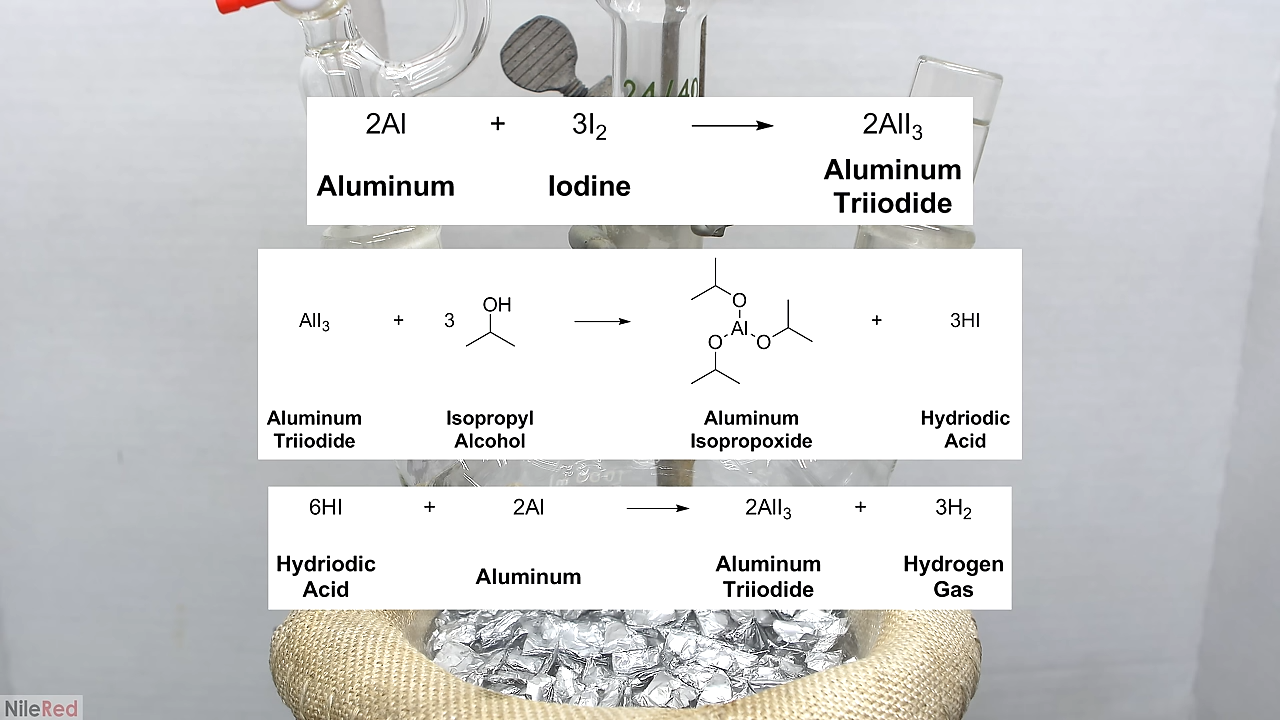 24/40
2Al + 3I₂ → 2AlI₃
Aluminum Iodine Aluminum
Triiodide
OH
O
AlI₃ + 3 → Al + 3HI
O O
Aluminum Isopropyl Aluminum Hydriodic
Triiodide Alcohol Isopropoxide Acid
6HI + 2Al → 2AlI₃ + 3H₂
Hydriodic Aluminum Aluminum Hydrogen
Acid Triiodide Gas
NileRed